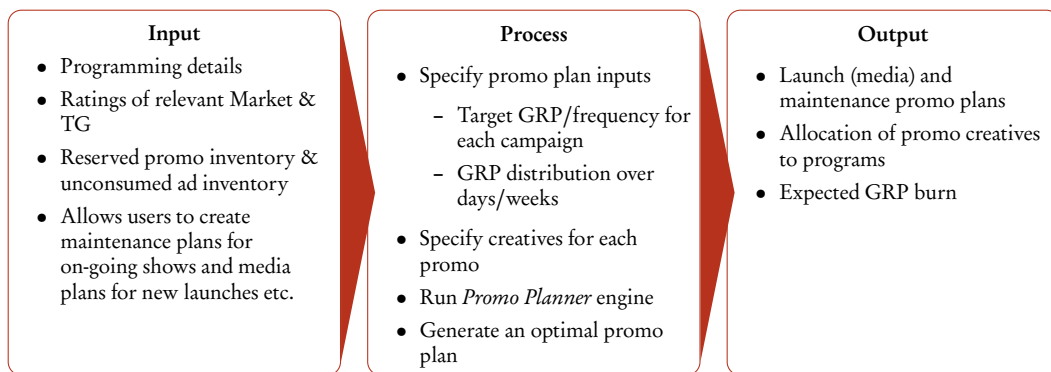 Input
• Programming details
• Ratings of relevant Market &
TG
• Reserved promo inventory &
unconsumed ad inventory
• Allows users to create
maintenance plans for
on-going shows and media
plans for new launches etc.
Process
• Specify promo plan inputs
– Target GRP/frequency for
each campaign
– GRP distribution over
days/weeks
• Specify creatives for each
promo
• Run Promo Planner engine
• Generate an optimal promo
plan
Output
• Launch (media) and
maintenance promo plans
• Allocation of promo creatives
to programs
• Expected GRP burn